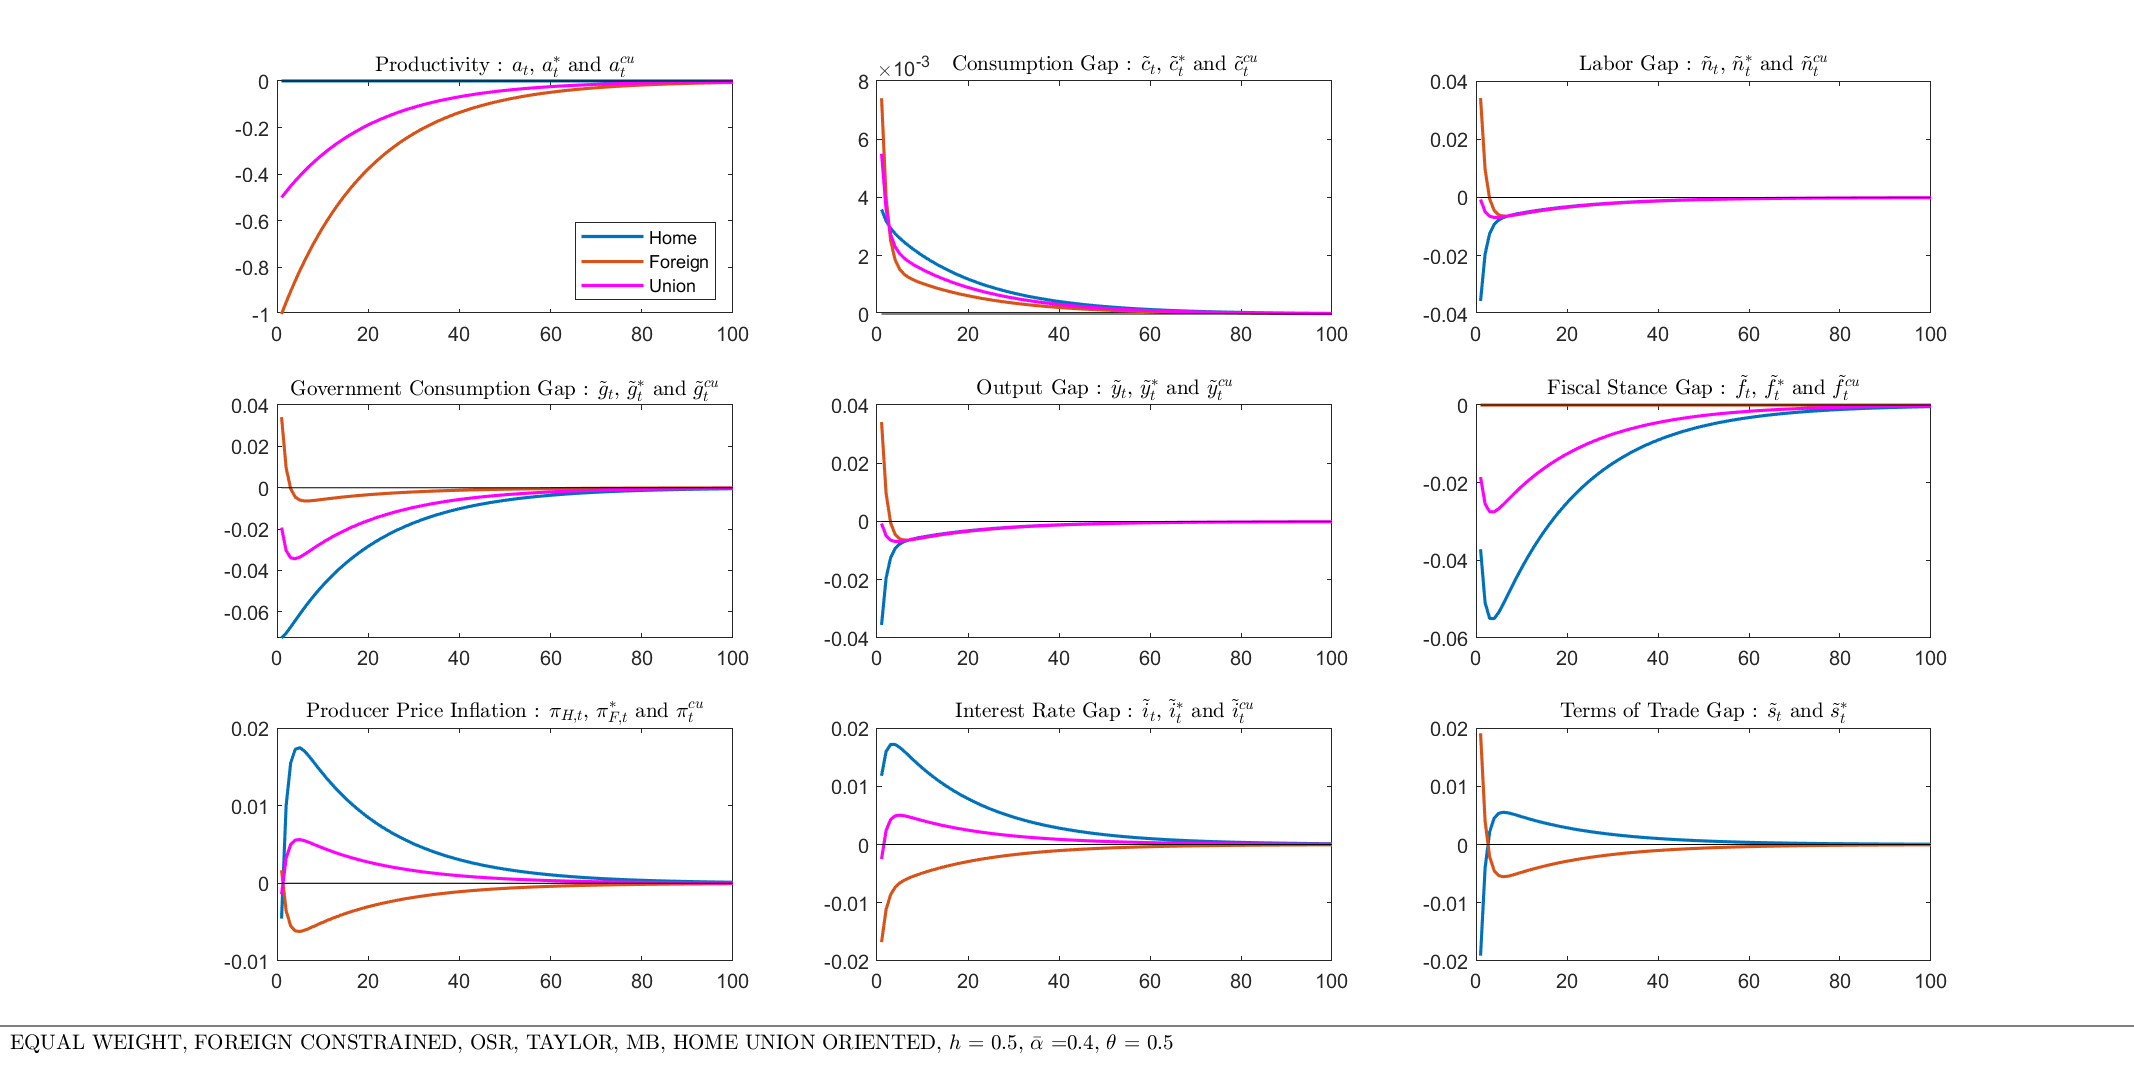 Productivity : a_t, a_t^* and a_t^{cu}
0
-0.2
-0.4
-0.6
-0.8
-1
0 20 40 60 80 100
Home
Foreign
Union
Consumption Gap : c̃_t, c̃_t^* and c̃_t^{cu}
×10^{-3}
8
6
4
2
0
0 20 40 60 80 100
Labor Gap : ñ_t, ñ_t^* and ñ_t^{cu}
0.04
0.02
0
-0.02
-0.04
0 20 40 60 80 100
Government Consumption Gap : g̃_t, g̃_t^* and g̃_t^{cu}
0.04
0.02
0
-0.02
-0.04
-0.06
0 20 40 60 80 100
Output Gap : ỹ_t, ỹ_t^* and ỹ_t^{cu}
0.04
0.02
0
-0.02
-0.04
0 20 40 60 80 100
Fiscal Stance Gap : f̃_t, f̃_t^* and f̃_t^{cu}
0
-0.02
-0.04
-0.06
0 20 40 60 80 100
Producer Price Inflation : π_{H,t}, π_{F,t}^* and π_t^{cu}
0.02
0.01
0
-0.01
0 20 40 60 80 100
Interest Rate Gap : ĩ_t, ĩ_t^* and ĩ_t^{cu}
0.02
0.01
0
-0.01
-0.02
0 20 40 60 80 100
Terms of Trade Gap : s̃_t and s̃_t^*
0.02
0.01
0
-0.01
-0.02
0 20 40 60 80 100
EQUAL WEIGHT, FOREIGN CONSTRAINED, OSR, TAYLOR, MB, HOME UNION ORIENTED, h = 0.5, ᾱ =0.4, θ = 0.5